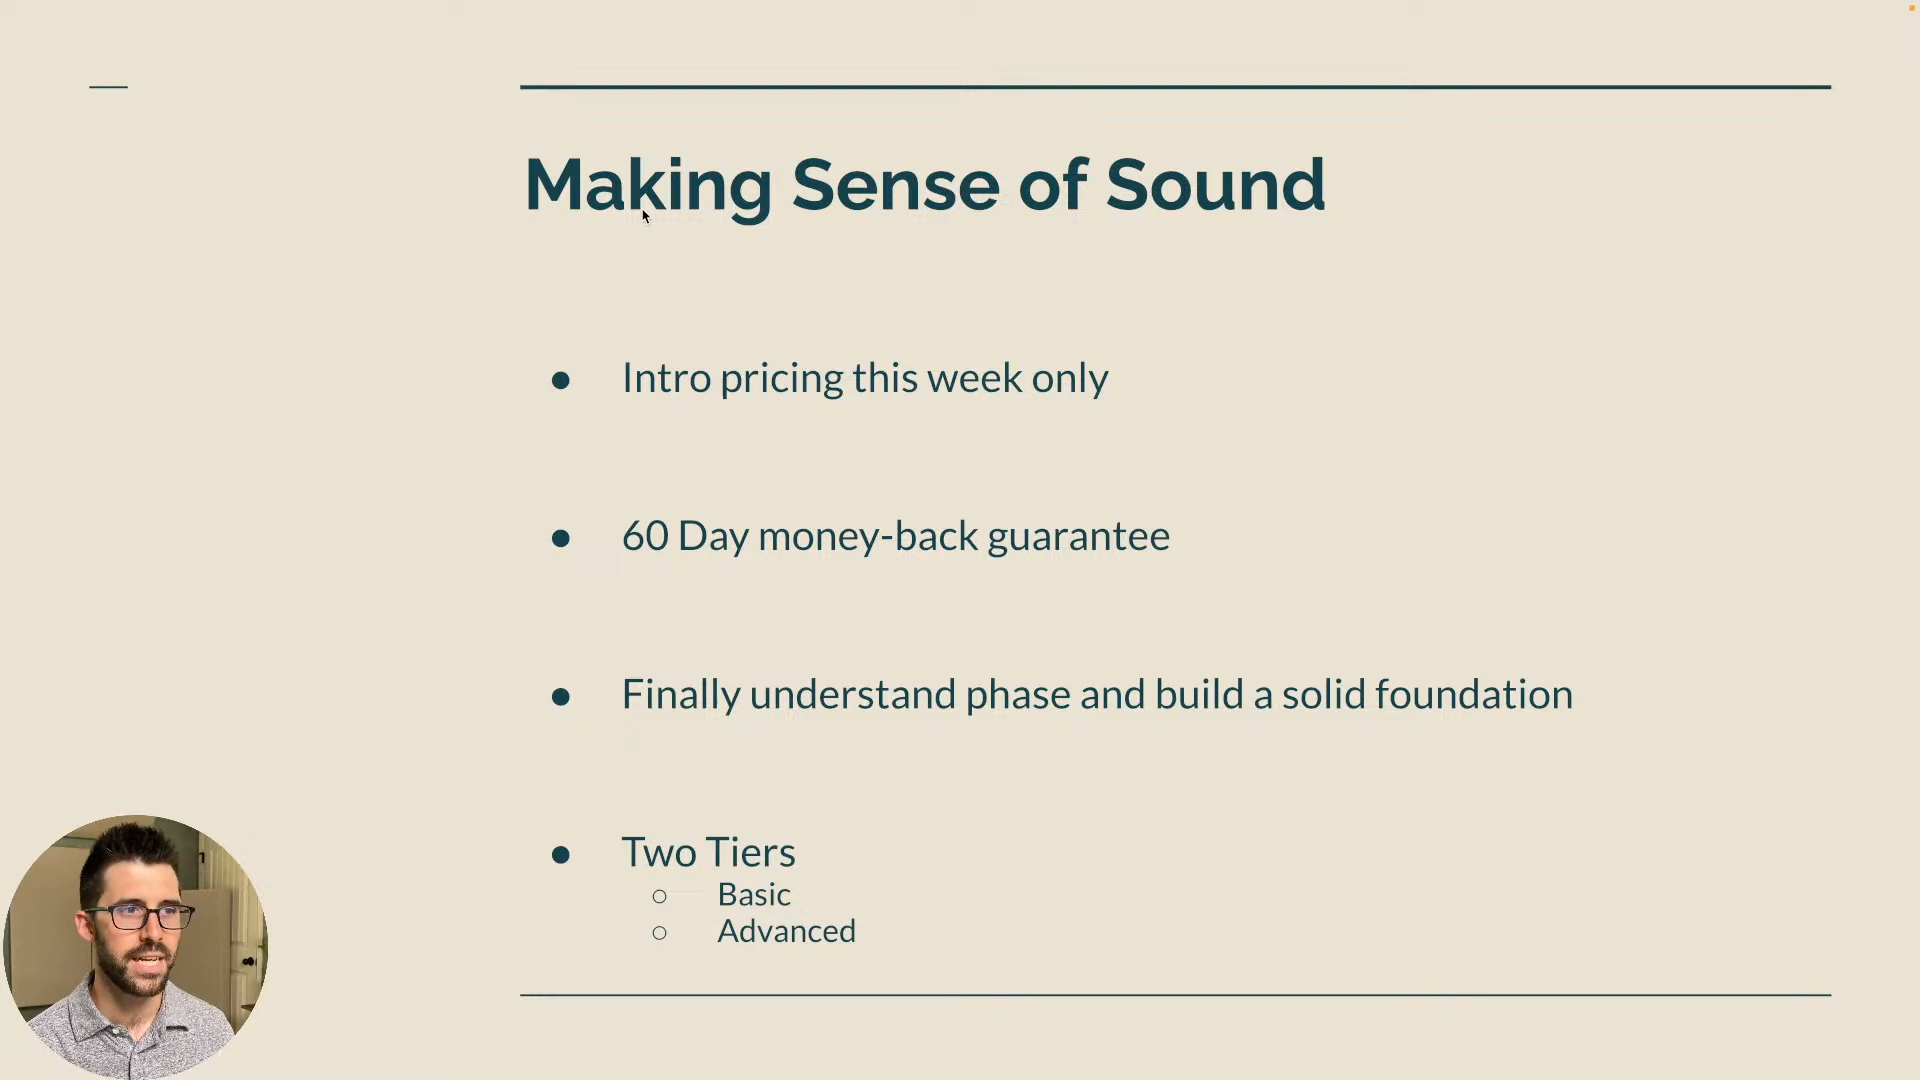 Making Sense of Sound
● Intro pricing this week only
● 60 Day money-back guarantee
● Finally understand phase and build a solid foundation
● Two Tiers
○ Basic
○ Advanced